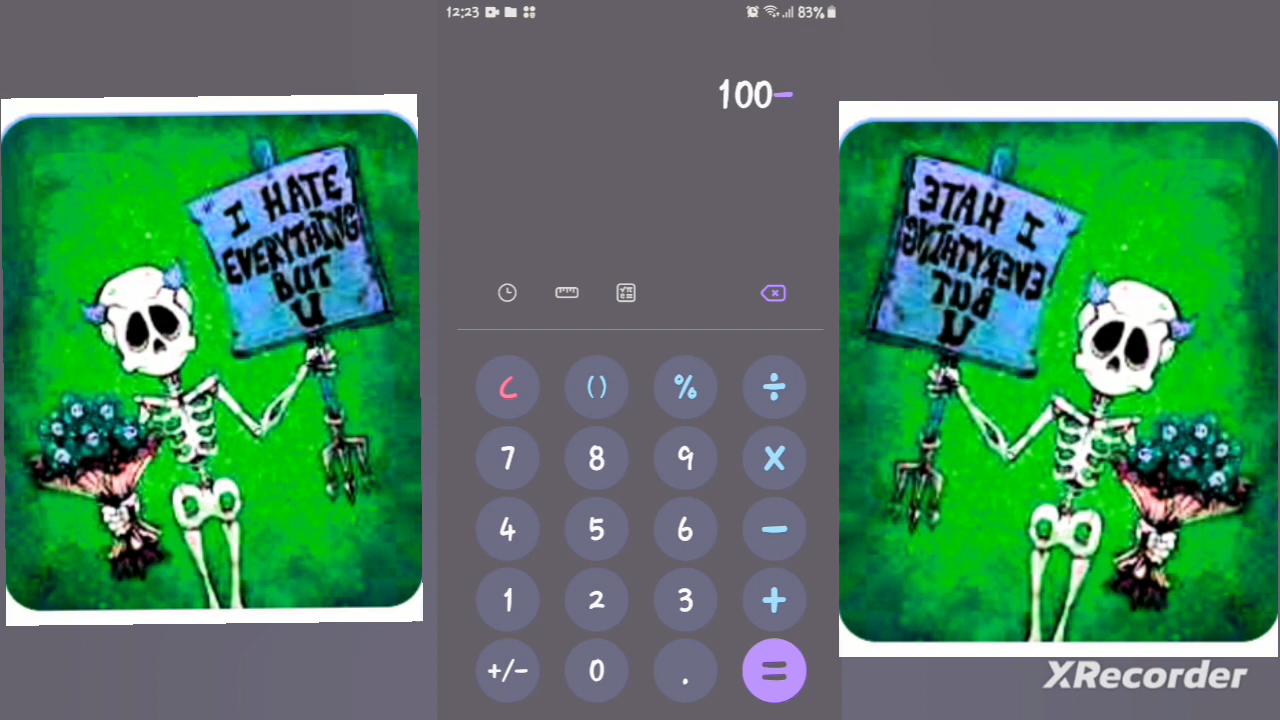 12:23
83%
100−
I HATE
EVERYTHING
BUT
U
I HATE
EVERYTHING
BUT
U
C ( ) % ÷
7 8 9 ×
4 5 6 −
1 2 3 +
+/− 0 . =
XRecorder